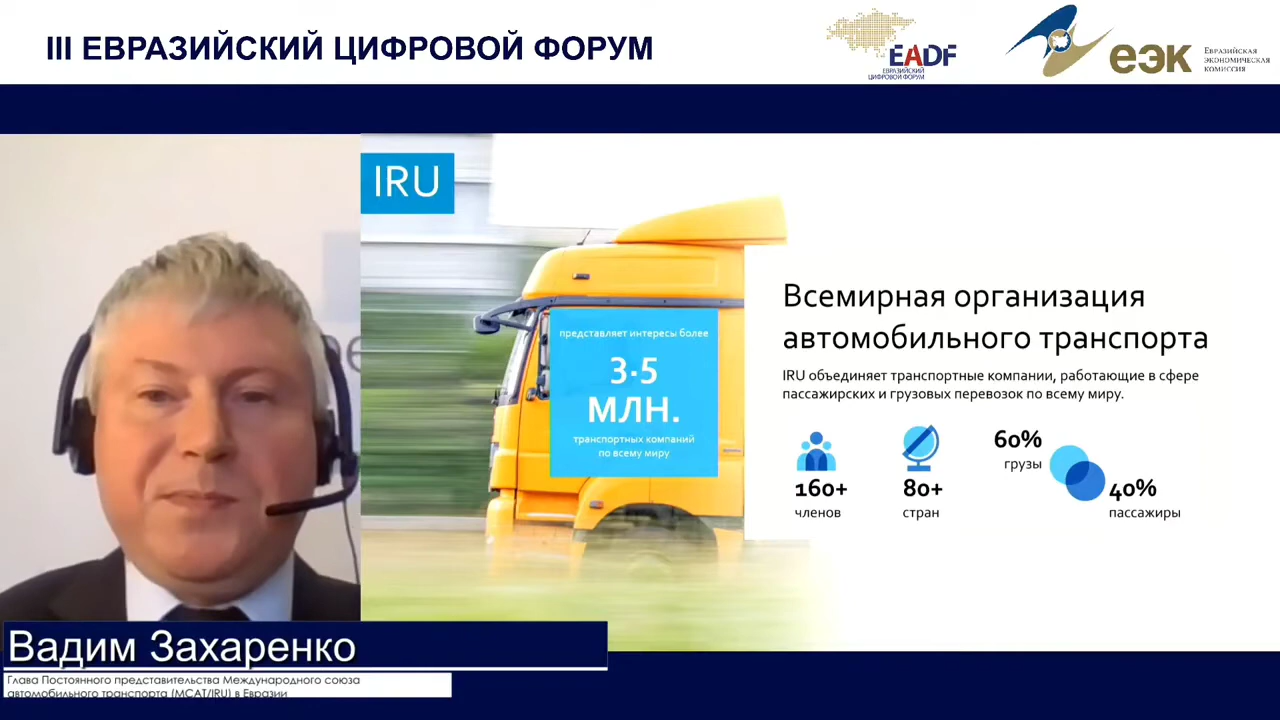 III ЕВРАЗИЙСКИЙ ЦИФРОВОЙ ФОРУМ
EADF
ЕВРАЗИЙСКИЙ
ЦИФРОВОЙ ФОРУМ
еэк
ЕВРАЗИЙСКАЯ
ЭКОНОМИЧЕСКАЯ
КОМИССИЯ
IRU
представляет интересы более
3.5
МЛН.
транспортных компаний
по всему миру
Всемирная организация
автомобильного транспорта
IRU объединяет транспортные компании, работающие в сфере
пассажирских и грузовых перевозок по всему миру.
160+
членов
80+
стран
60%
грузы
40%
пассажиры
Вадим Захаренко
Глава Постоянного представительства Международного союза
автомобильного транспорта (МСАТ/IRU) в Евразии